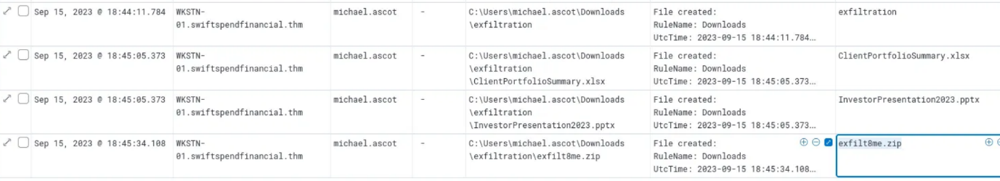 Sep 15, 2023 @ 18:44:11.784 WKSTN- michael.ascot - C:\Users\michael.ascot\Downloads File created: exfiltration
01.swiftspendfinancial.thm \exfiltration RuleName: Downloads
UtcTime: 2023-09-15 18:44:11.784…
Sep 15, 2023 @ 18:45:05.373 WKSTN- michael.ascot - C:\Users\michael.ascot\Downloads File created: ClientPortfolioSummary.xlsx
01.swiftspendfinancial.thm \exfiltration RuleName: Downloads
\ClientPortfolioSummary.xlsx UtcTime: 2023-09-15 18:45:05.373…
Sep 15, 2023 @ 18:45:05.373 WKSTN- michael.ascot - C:\Users\michael.ascot\Downloads File created: InvestorPresentation2023.pptx
01.swiftspendfinancial.thm \exfiltration RuleName: Downloads
\InvestorPresentation2023.pptx UtcTime: 2023-09-15 18:45:05.373…
Sep 15, 2023 @ 18:45:34.108 WKSTN- michael.ascot - C:\Users\michael.ascot\Downloads File created: exfilt8me.zip
01.swiftspendfinancial.thm \exfiltration\exfilt8me.zip RuleName: Downloads
UtcTime: 2023-09-15 18:45:34.108…